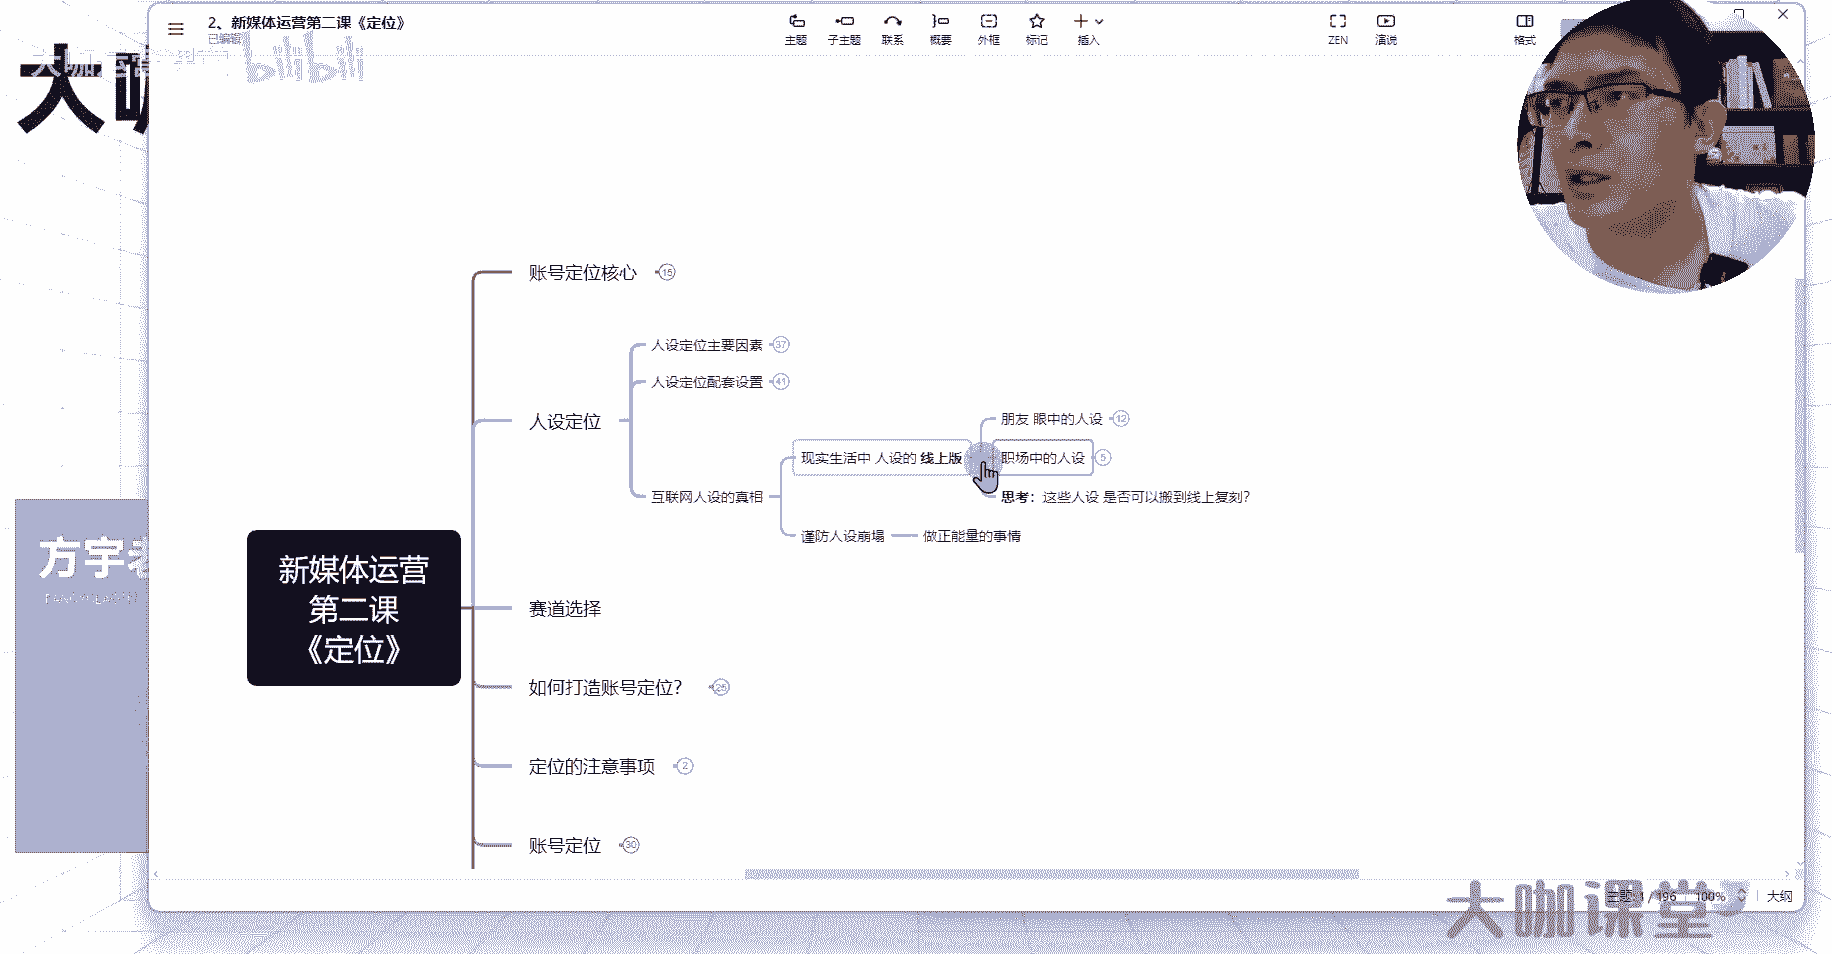 2、新媒体运营第二课《定位》
已编辑
主题
子主题
联系
概要
外框
标记
插入
ZEN
演说
格式
bilibili
大咖
账号定位核心 15
人设定位主要因素 37
人设定位配套设置 41
人设定位
朋友 眼中的人设 12
现实生活中 人设的 线上版
职场中的人设 5
互联网人设的真相
思考：这些人设 是否可以搬到线上复刻？
谨防人设崩塌
做正能量的事情
新媒体运营
第二课
《定位》
方宇老
赛道选择
如何打造账号定位？ 25
定位的注意事项 2
账号定位 30
主题: 1 / 196
100%
大纲
大咖课堂